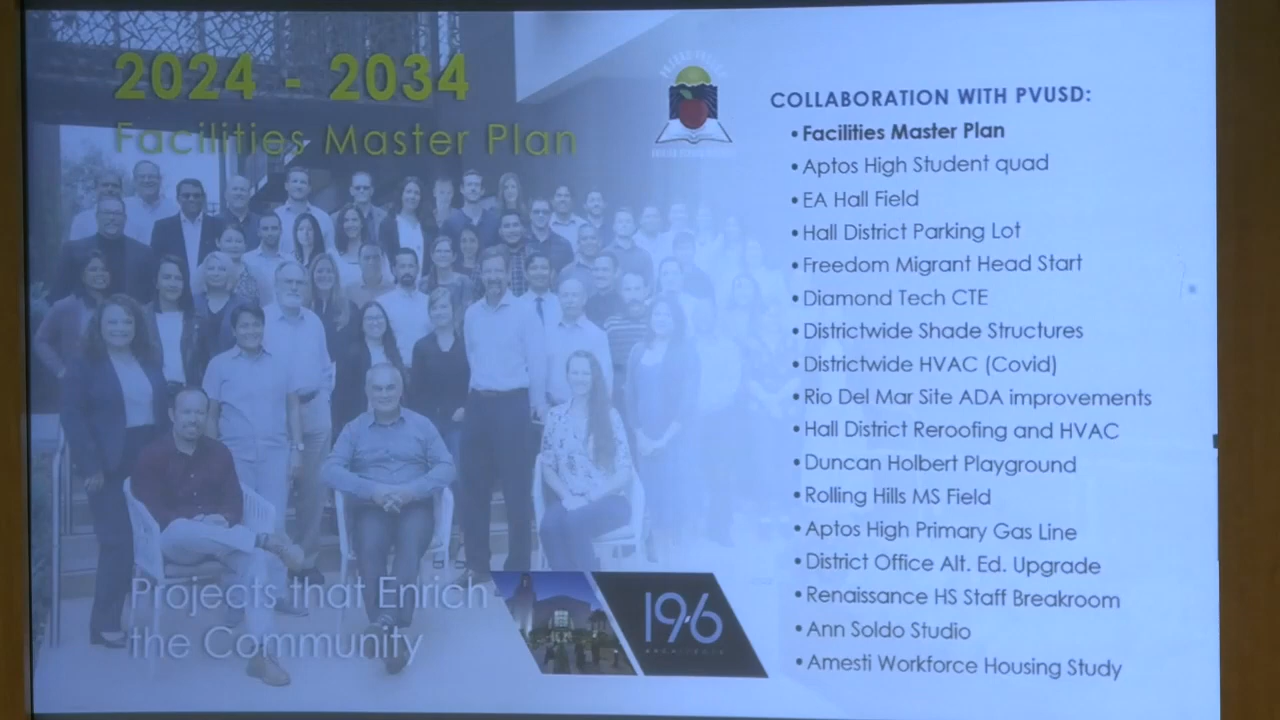 2024 - 2034
Facilities Master Plan
COLLABORATION WITH PVUSD:
• Facilities Master Plan
• Aptos High Student quad
• EA Hall Field
• Hall District Parking Lot
• Freedom Migrant Head Start
• Diamond Tech CTE
• Districtwide Shade Structures
• Districtwide HVAC (Covid)
• Rio Del Mar Site ADA improvements
• Hall District Reroofing and HVAC
• Duncan Holbert Playground
• Rolling Hills MS Field
• Aptos High Primary Gas Line
• District Office Alt. Ed. Upgrade
• Renaissance HS Staff Breakroom
• Ann Soldo Studio
• Amesti Workforce Housing Study
Projects that Enrich
the Community
19·6
ARCHITECTS